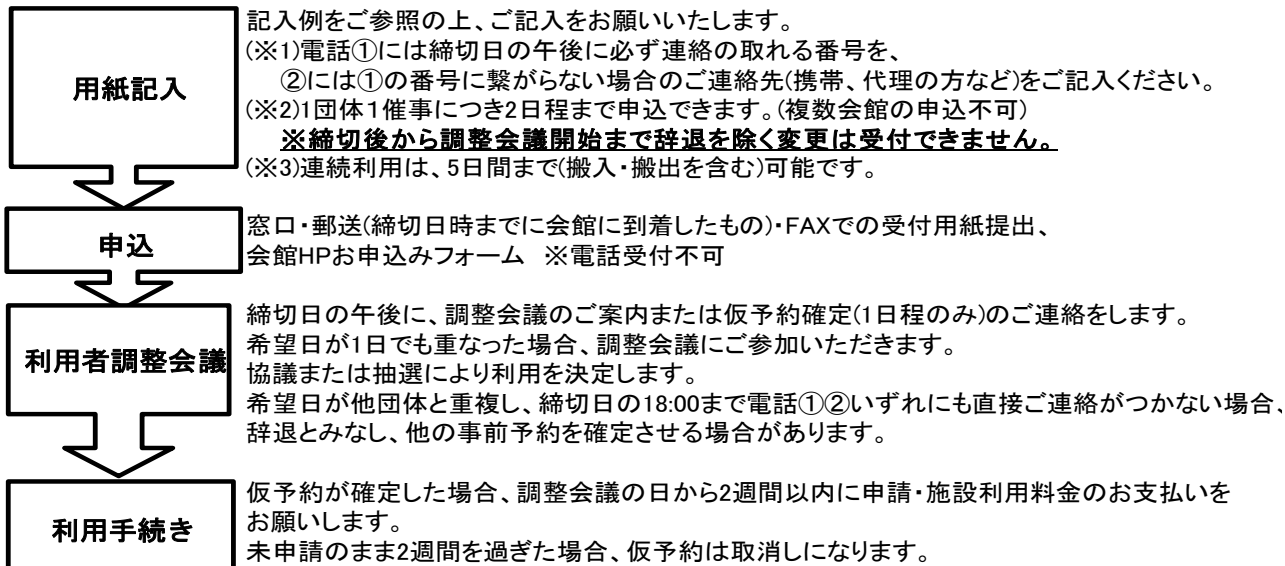 用紙記入
記入例をご参照の上、ご記入をお願いいたします。
(※1)電話①には締切日の午後に必ず連絡の取れる番号を、
②には①の番号に繋がらない場合のご連絡先(携帯、代理の方など)をご記入ください。
(※2)1団体1催事につき2日程まで申込できます。(複数会館の申込不可)
※締切後から調整会議開始まで辞退を除く変更は受付できません。
(※3)連続利用は、5日間まで(搬入・搬出を含む)可能です。
申込
窓口・郵送(締切日時までに会館に到着したもの)・FAXでの受付用紙提出、
会館HPお申込みフォーム ※電話受付不可
利用者調整会議
締切日の午後に、調整会議のご案内または仮予約確定(1日程のみ)のご連絡をします。
希望日が1日でも重なった場合、調整会議にご参加いただきます。
協議または抽選により利用を決定します。
希望日が他団体と重複し、締切日の18:00まで電話①②いずれにも直接ご連絡がつかない場合、
辞退とみなし、他の事前予約を確定させる場合があります。
利用手続き
仮予約が確定した場合、調整会議の日から2週間以内に申請・施設利用料金のお支払いを
お願いします。
未申請のまま2週間を過ぎた場合、仮予約は取消しになります。